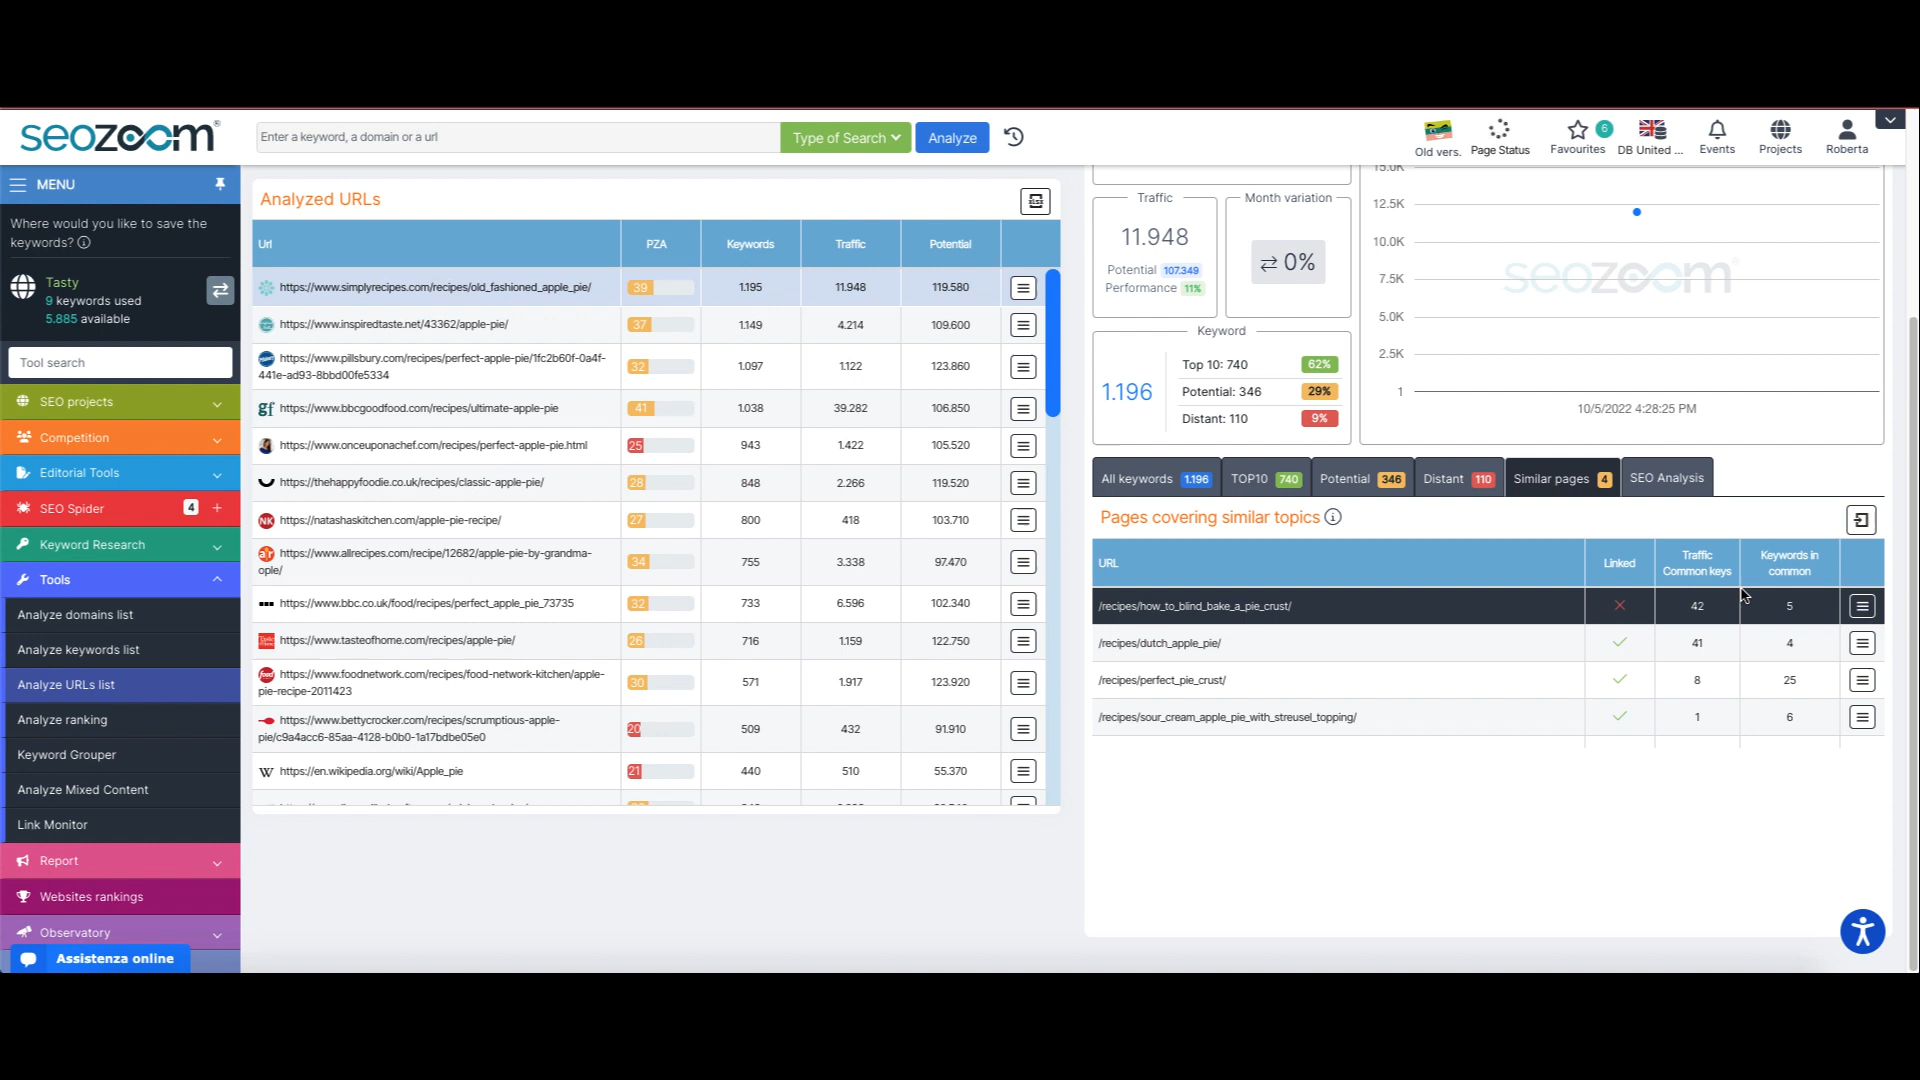 seozoom®
Enter a keyword, a domain or a url
Type of Search
Analyze
Old vers.
Page Status
Favourites
6
DB United ...
Events
Projects
Roberta
MENU
Where would you like to save the
keywords?
Tasty
9 keywords used
5.885 available
Tool search
SEO projects
Competition
Editorial Tools
SEO Spider 4 +
Keyword Research
Tools
Analyze domains list
Analyze keywords list
Analyze URLs list
Analyze ranking
Keyword Grouper
Analyze Mixed Content
Link Monitor
Report
Websites rankings
Observatory
Assistenza online
Analyzed URLs
Url PZA Keywords Traffic Potential
https://www.simplyrecipes.com/recipes/old_fashioned_apple_pie/ 39 1.195 11.948 119.580
https://www.inspiredtaste.net/43362/apple-pie/ 37 1.149 4.214 109.600
https://www.pillsbury.com/recipes/perfect-apple-pie/1fc2b60f-0a4f-
441e-ad93-8bbd00fe5334 32 1.097 1.122 123.860
gf https://www.bbcgoodfood.com/recipes/ultimate-apple-pie 41 1.038 39.282 106.850
https://www.onceuponachef.com/recipes/perfect-apple-pie.html 25 943 1.422 105.520
https://thehappyfoodie.co.uk/recipes/classic-apple-pie/ 28 848 2.266 119.520
NK https://natashaskitchen.com/apple-pie-recipe/ 27 800 418 103.710
ar https://www.allrecipes.com/recipe/12682/apple-pie-by-grandma-
ople/ 34 755 3.338 97.470
https://www.bbc.co.uk/food/recipes/perfect_apple_pie_73735 32 733 6.596 102.340
https://www.tasteofhome.com/recipes/apple-pie/ 26 716 1.159 122.750
food https://www.foodnetwork.com/recipes/food-network-kitchen/apple-
pie-recipe-2011423 30 571 1.917 123.920
https://www.bettycrocker.com/recipes/scrumptious-apple-
pie/c9a4acc6-85aa-4128-b0b0-1a17bdbe05e0 20 509 432 91.910
W https://en.wikipedia.org/wiki/Apple_pie 21 440 510 55.370
Traffic
11.948
Potential 107.349
Performance 11%
Month variation
0%
Keyword
1.196
Top 10: 740 62%
Potential: 346 29%
Distant: 110 9%
15.0K
12.5K
10.0K
7.5K
5.0K
2.5K
1
seozoom®
10/5/2022 4:28:25 PM
All keywords 1.196
TOP10 740
Potential 346
Distant 110
Similar pages 4
SEO Analysis
Pages covering similar topics
URL Linked Traffic Common keys Keywords in common
/recipes/how_to_blind_bake_a_pie_crust/ 42 5
/recipes/dutch_apple_pie/ 41 4
/recipes/perfect_pie_crust/ 8 25
/recipes/sour_cream_apple_pie_with_streusel_topping/ 1 6